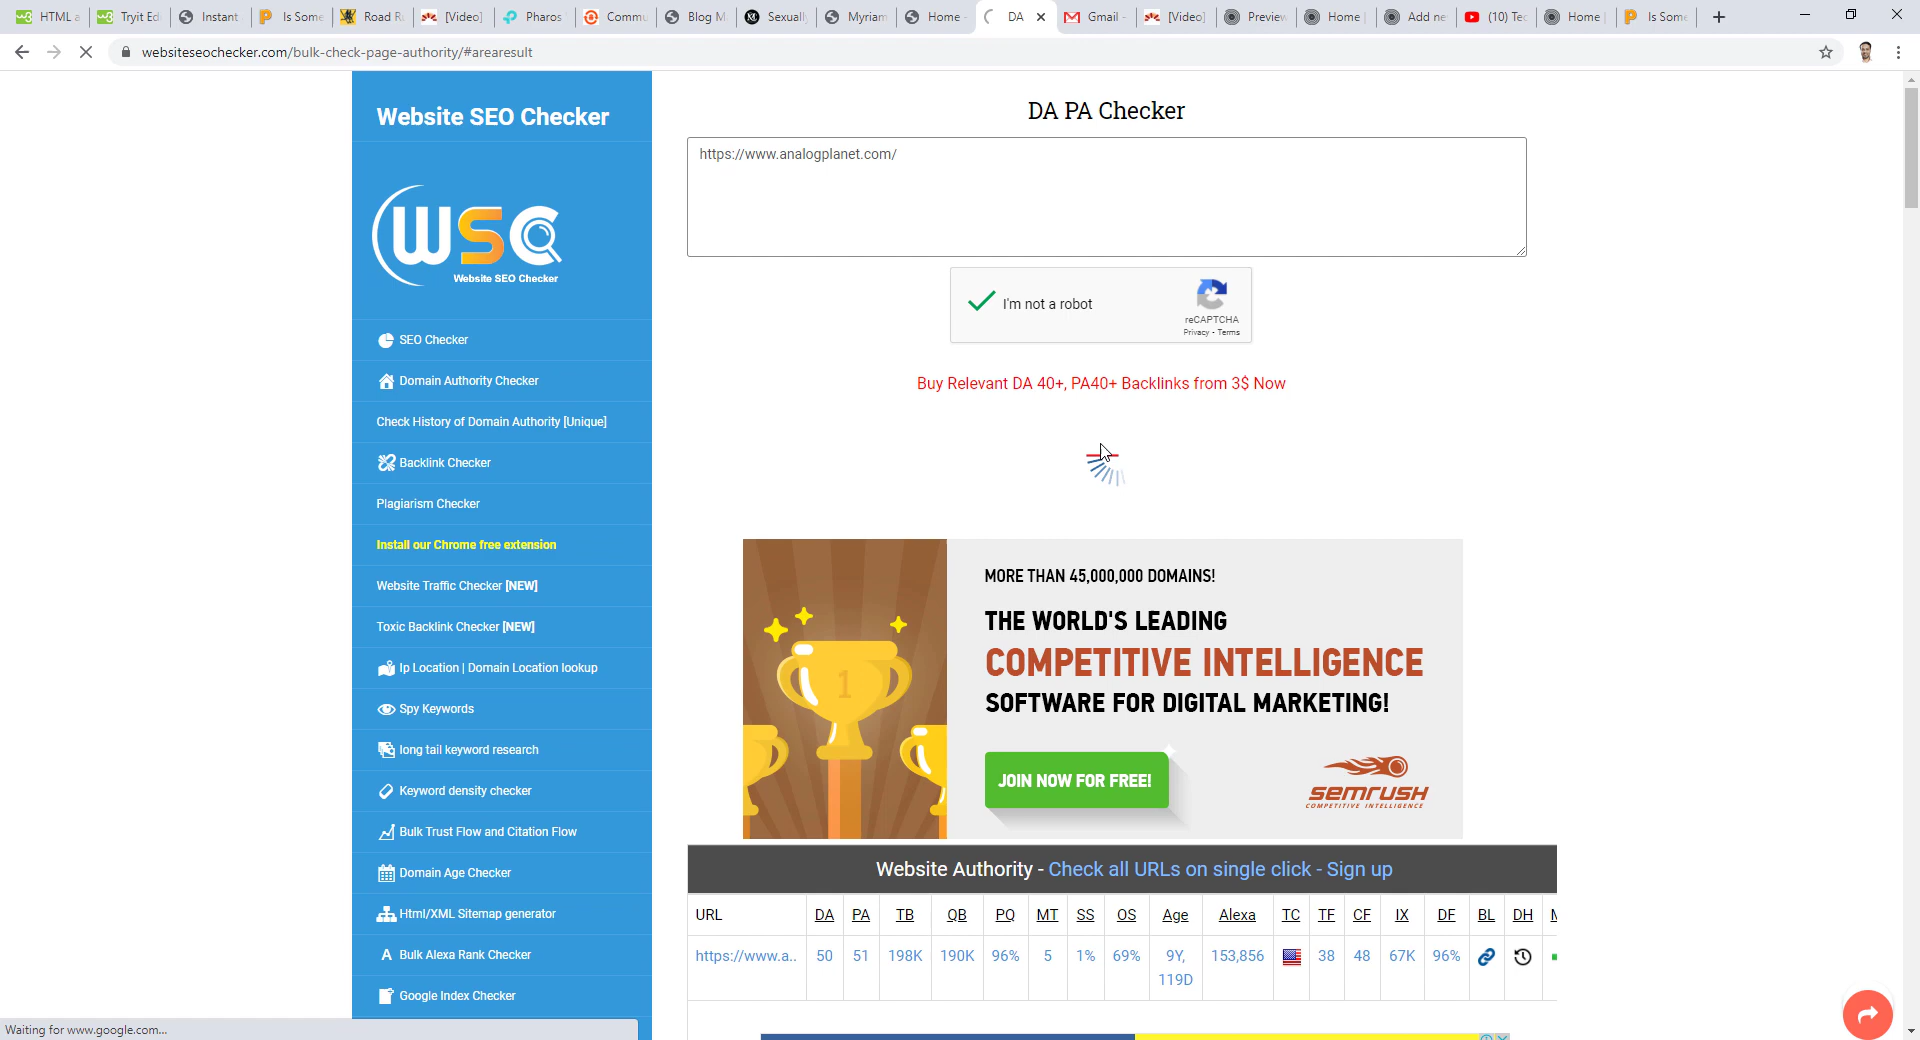 HTML a
Tryit Edi
Instant
Is Some
Road Ru
[Video]
Pharos
Commu
Blog M
Sexuall
Myriam
Home -
DA
Gmail -
[Video]
Preview
Home |
Add ne
(10) Tec
Home |
Is Some
websiteseochecker.com/bulk-check-page-authority/#arearesult
Website SEO Checker
WSC
Website SEO Checker
SEO Checker
Domain Authority Checker
Check History of Domain Authority [Unique]
Backlink Checker
Plagiarism Checker
Install our Chrome free extension
Website Traffic Checker [NEW]
Toxic Backlink Checker [NEW]
Ip Location | Domain Location lookup
Spy Keywords
long tail keyword research
Keyword density checker
Bulk Trust Flow and Citation Flow
Domain Age Checker
Html/XML Sitemap generator
A Bulk Alexa Rank Checker
Google Index Checker
Waiting for www.google.com...
DA PA Checker
https://www.analogplanet.com/
I'm not a robot
reCAPTCHA
Privacy - Terms
Buy Relevant DA 40+, PA40+ Backlinks from 3$ Now
1
MORE THAN 45,000,000 DOMAINS!
THE WORLD'S LEADING
COMPETITIVE INTELLIGENCE
SOFTWARE FOR DIGITAL MARKETING!
JOIN NOW FOR FREE!
SEMRUSH
COMPETITIVE INTELLIGENCE
Website Authority - Check all URLs on single click - Sign up
URL DA PA TB QB PQ MT SS OS Age Alexa TC TF CF IX DF BL DH
https://www.a.. 50 51 198K 190K 96% 5 1% 69% 9Y, 153,856 38 48 67K 96%
119D